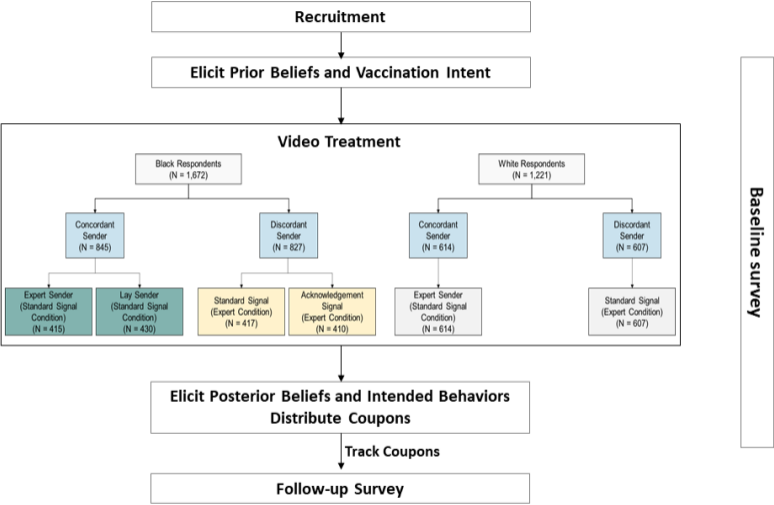 Recruitment
Elicit Prior Beliefs and Vaccination Intent
Video Treatment
Black Respondents
(N = 1,672)
White Respondents
(N = 1,221)
Concordant
Sender
(N = 845)
Discordant
Sender
(N = 827)
Concordant
Sender
(N = 614)
Discordant
Sender
(N = 607)
Expert Sender
(Standard Signal
Condition)
(N = 415)
Lay Sender
(Standard Signal
Condition)
(N = 430)
Standard Signal
(Expert Condition)
(N = 417)
Acknowledgement
Signal
(Expert Condition)
(N = 410)
Expert Sender
(Standard Signal
Condition)
(N = 614)
Standard Signal
(Expert Condition)
(N = 607)
Elicit Posterior Beliefs and Intended Behaviors
Distribute Coupons
Track Coupons
Follow-up Survey
Baseline survey